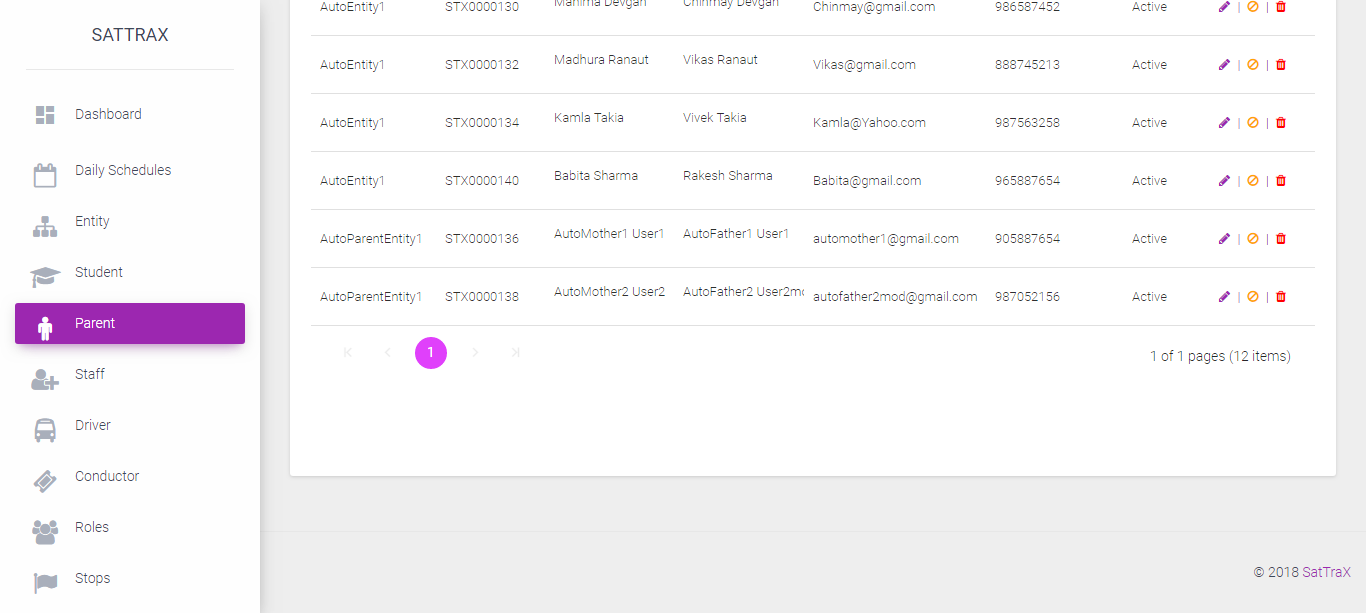 SATTRAX
Dashboard
Daily Schedules
Entity
Student
Parent
Staff
Driver
Conductor
Roles
Stops
AutoEntity1 STX0000130 Mahima Devgan Chinmay Devgan Chinmay@gmail.com 986587452 Active | |
AutoEntity1 STX0000132 Madhura Ranaut Vikas Ranaut Vikas@gmail.com 888745213 Active | |
AutoEntity1 STX0000134 Kamla Takia Vivek Takia Kamla@Yahoo.com 987563258 Active | |
AutoEntity1 STX0000140 Babita Sharma Rakesh Sharma Babita@gmail.com 965887654 Active | |
AutoParentEntity1 STX0000136 AutoMother1 User1 AutoFather1 User1 automother1@gmail.com 905887654 Active | |
AutoParentEntity1 STX0000138 AutoMother2 User2 AutoFather2 User2mo autofather2mod@gmail.com 987052156 Active | |
1
1 of 1 pages (12 items)
© 2018 SatTraX